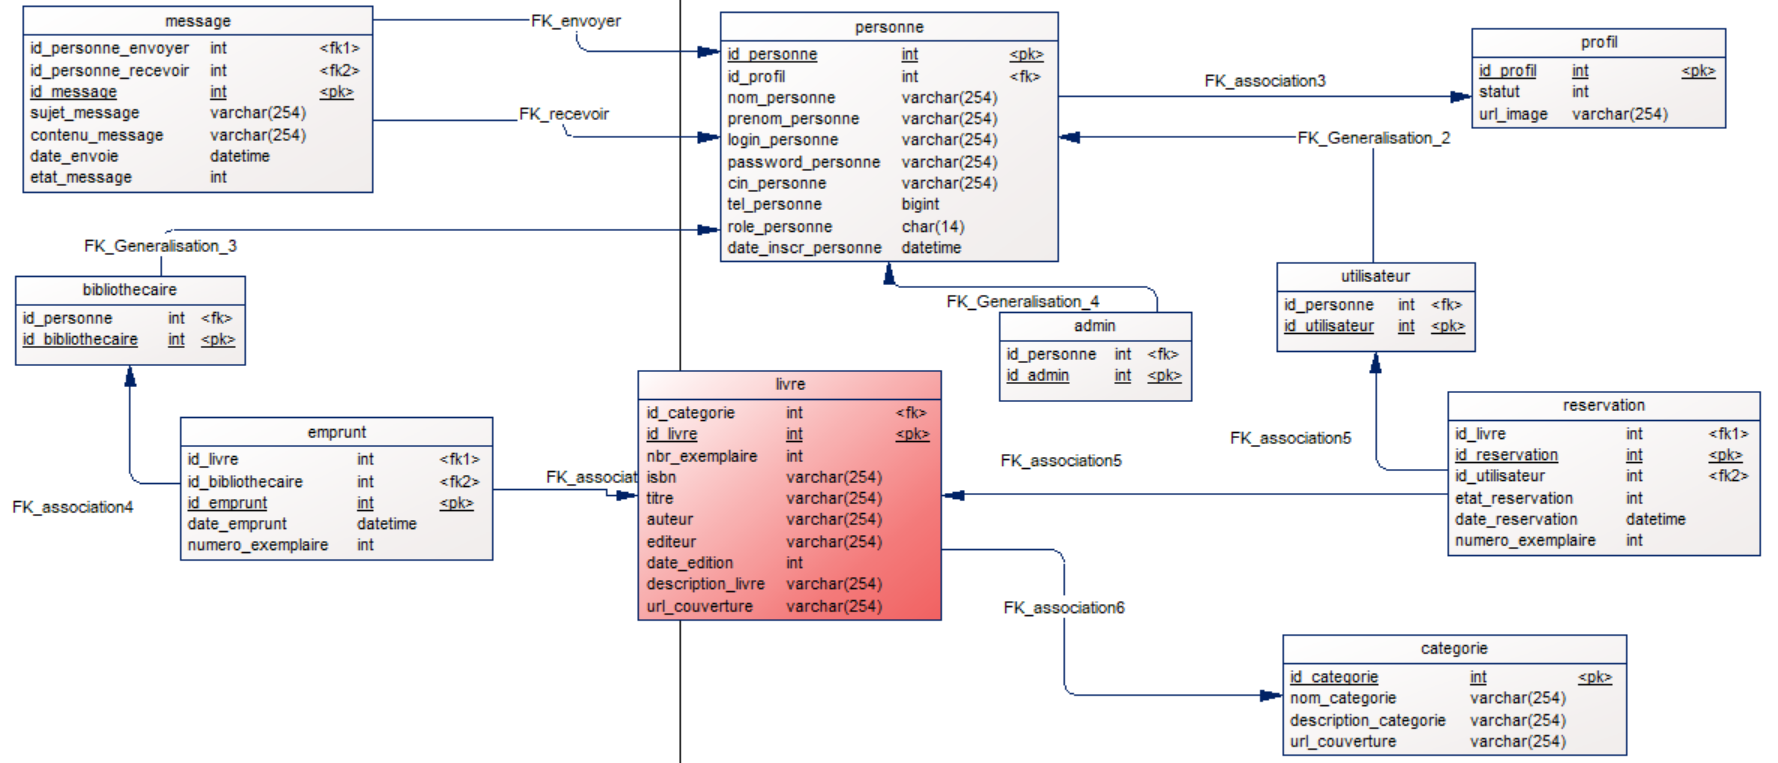 message
id_personne_envoyer int <fk1>
id_personne_recevoir int <fk2>
id_message int <pk>
sujet_message varchar(254)
contenu_message varchar(254)
date_envoie datetime
etat_message int
FK_envoyer
FK_recevoir
personne
id_personne int <pk>
id_profil int <fk>
nom_personne varchar(254)
prenom_personne varchar(254)
login_personne varchar(254)
password_personne varchar(254)
cin_personne varchar(254)
tel_personne bigint
role_personne char(14)
date_inscr_personne datetime
FK_association3
profil
id_profil int <pk>
statut int
url_image varchar(254)
FK_Generalisation_2
FK_Generalisation_3
bibliothecaire
id_personne int <fk>
id_bibliothecaire int <pk>
FK_Generalisation_4
admin
id_personne int <fk>
id_admin int <pk>
utilisateur
id_personne int <fk>
id_utilisateur int <pk>
emprunt
id_livre int <fk1>
id_bibliothecaire int <fk2>
id_emprunt int <pk>
date_emprunt datetime
numero_exemplaire int
FK_association4
FK_associat
livre
id_categorie int <fk>
id_livre int <pk>
nbr_exemplaire int
isbn varchar(254)
titre varchar(254)
auteur varchar(254)
editeur varchar(254)
date_edition int
description_livre varchar(254)
url_couverture varchar(254)
FK_association5
FK_association5
reservation
id_livre int <fk1>
id_reservation int <pk>
id_utilisateur int <fk2>
etat_reservation int
date_reservation datetime
numero_exemplaire int
FK_association6
categorie
id_categorie int <pk>
nom_categorie varchar(254)
description_categorie varchar(254)
url_couverture varchar(254)